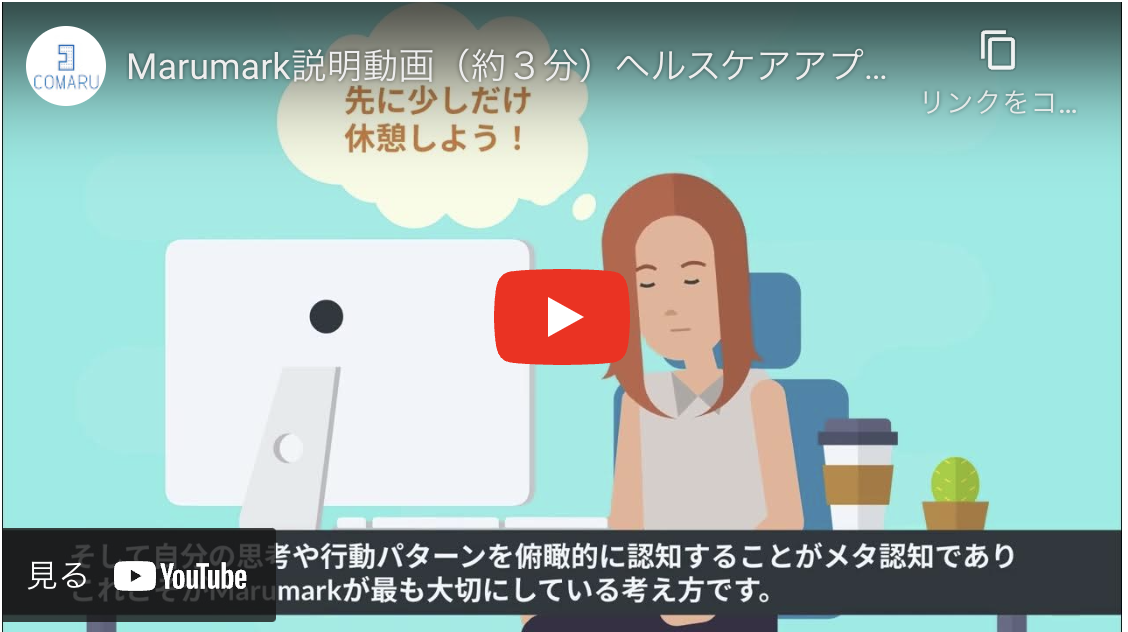 COMARU
Marumark説明動画（約３分）ヘルスケアアプ...
リンクをコ...
先に少しだけ
休憩しよう！
そして自分の思考や行動パターンを俯瞰的に認知することがメタ認知であり
これこそがMarumarkが最も大切にしている考え方です。
見る YouTube